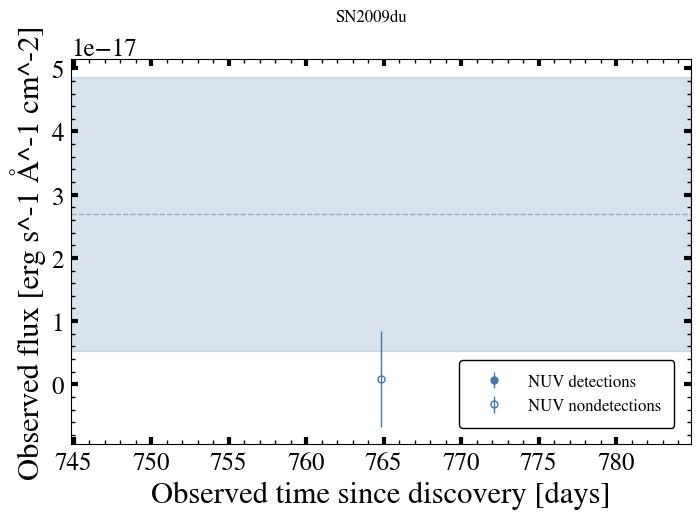 SN2009du
1e−17
5
4
3
2
1
0
Observed flux [erg s^-1 Å^-1 cm^-2]
NUV detections
NUV nondetections
745 750 755 760 765 770 775 780
Observed time since discovery [days]